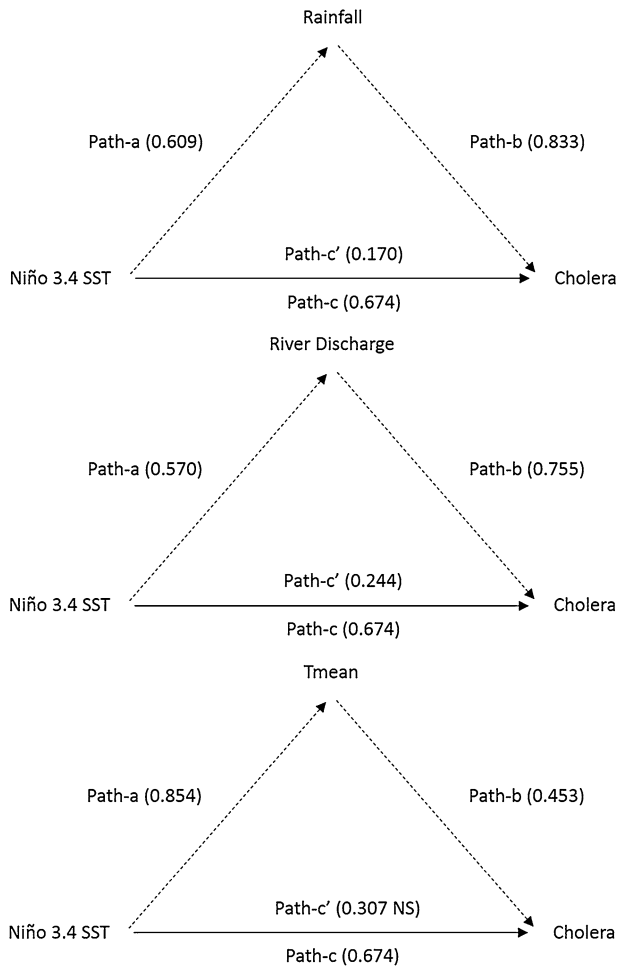 Rainfall
Path-a (0.609)
Path-b (0.833)
Path-c’ (0.170)
Niño 3.4 SST
Cholera
Path-c (0.674)
River Discharge
Path-a (0.570)
Path-b (0.755)
Path-c’ (0.244)
Niño 3.4 SST
Cholera
Path-c (0.674)
Tmean
Path-a (0.854)
Path-b (0.453)
Path-c’ (0.307 NS)
Niño 3.4 SST
Cholera
Path-c (0.674)